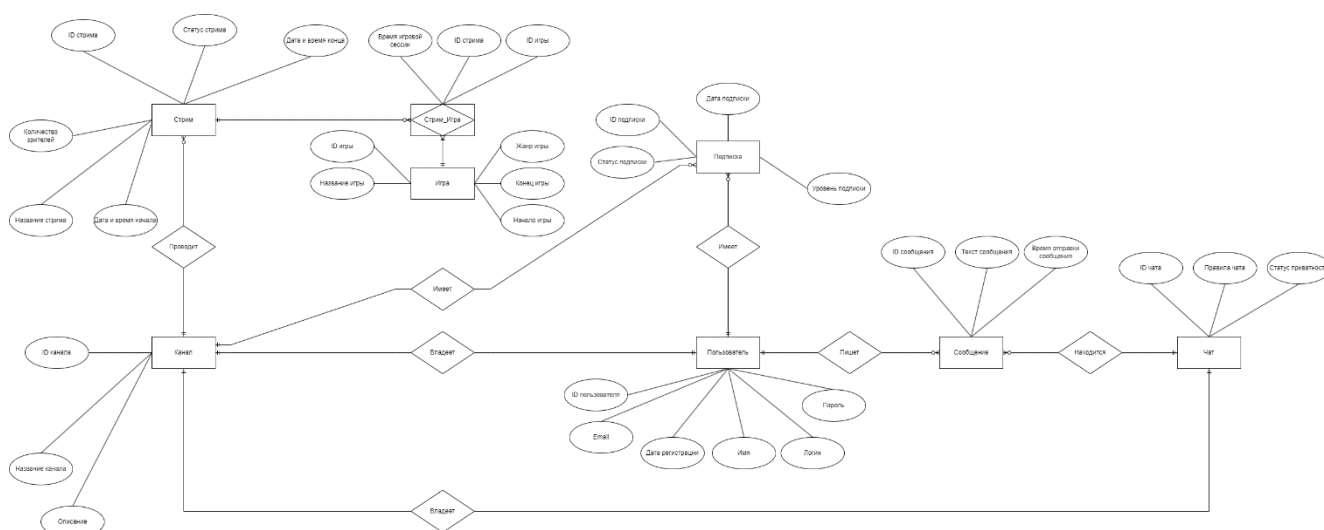 ID стрима
Статус стрима
Дата и время конца
Время игровой
сессии
ID стрима
ID игры
Дата подписки
Стрим
Стрим_Игра
ID подписки
Количество
зрителей
ID игры
Жанр игры
Подписка
Статус подписки
Название игры
Игра
Конец игры
Уровень подписки
Название стрима
Дата и время начала
Начало игры
Проводит
Имеет
ID сообщения
Текст сообщения
Время отправки
сообщения
ID чата
Правила чата
Статус приватност
Имеет
ID канала
Канал
Владеет
Пользователь
Пишет
Сообщение
Находится
Чат
ID пользователя
Пароль
Email
Дата регистрации
Имя
Логин
Название канала
Описание
Владеет